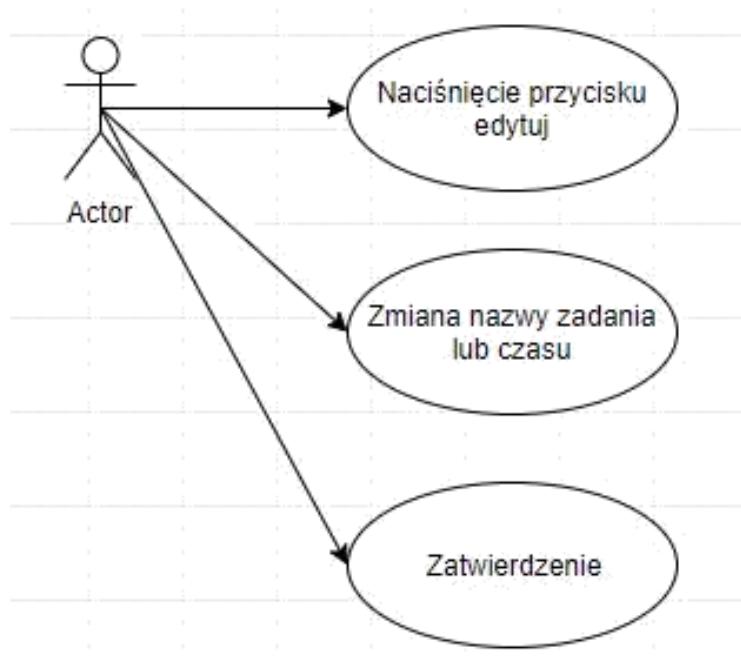 Naciśnięcie przycisku
edytuj
Actor
Zmiana nazwy zadania
lub czasu
Zatwierdzenie